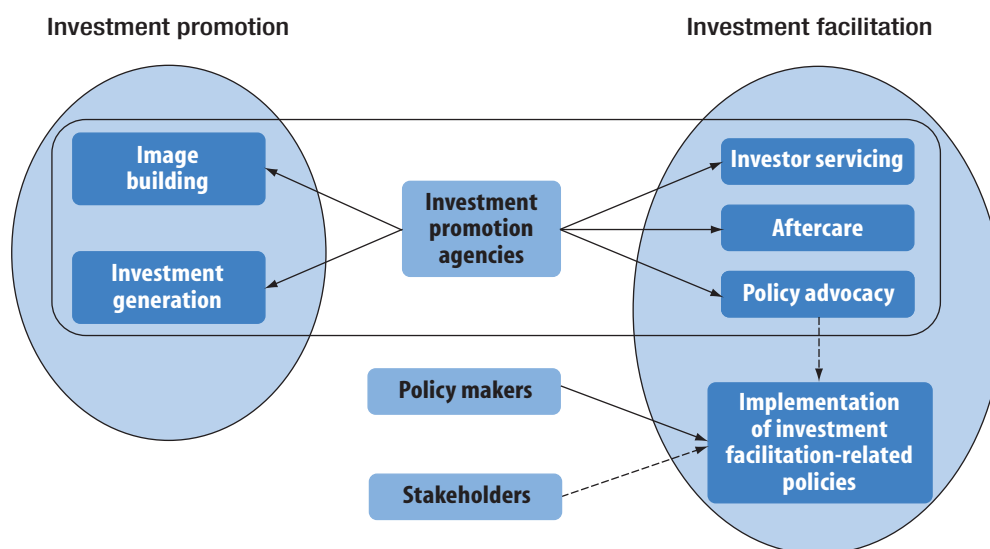 Investment promotion
Investment facilitation
Image
building
Investment
generation
Investment
promotion
agencies
Investor servicing
Aftercare
Policy advocacy
Policy makers
Stakeholders
Implementation
of investment
facilitation-related
policies